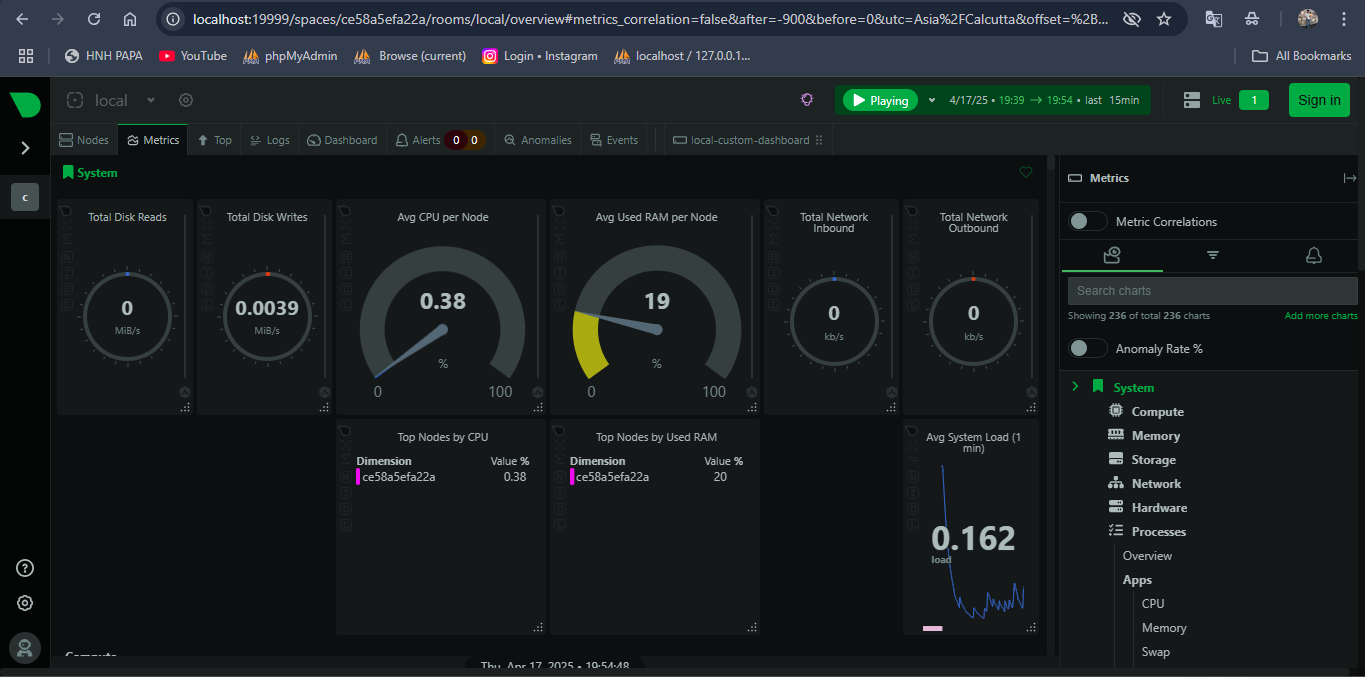 localhost:19999/spaces/ce58a5efa22a/rooms/local/overview#metrics_correlation=false&after=-900&before=0&utc=Asia%2FCalcutta&offset=%2B...
HNH PAPA
YouTube
phpMyAdmin
Browse (current)
Login • Instagram
localhost / 127.0.0.1...
All Bookmarks
local
Playing
4/17/25 • 19:39 → 19:54 • last 15min
Live
1
Sign in
Nodes
Metrics
Top
Logs
Dashboard
Alerts
0
0
Anomalies
Events
local-custom-dashboard
c
System
Total Disk Reads
0
MiB/s
Total Disk Writes
0.0039
MiB/s
Avg CPU per Node
0.38
%
0
100
Avg Used RAM per Node
19
%
0
100
Total Network
Inbound
0
kb/s
Total Network
Outbound
0
kb/s
Top Nodes by CPU
Dimension Value %
ce58a5efa22a 0.38
Top Nodes by Used RAM
Dimension Value %
ce58a5efa22a 20
Avg System Load (1
min)
0.162
load
Compute
Thu, Apr 17, 2025 • 19:54:48
Metrics
Metric Correlations
Search charts
Showing 236 of total 236 charts
Add more charts
Anomaly Rate %
System
Compute
Memory
Storage
Network
Hardware
Processes
Overview
Apps
CPU
Memory
Swap